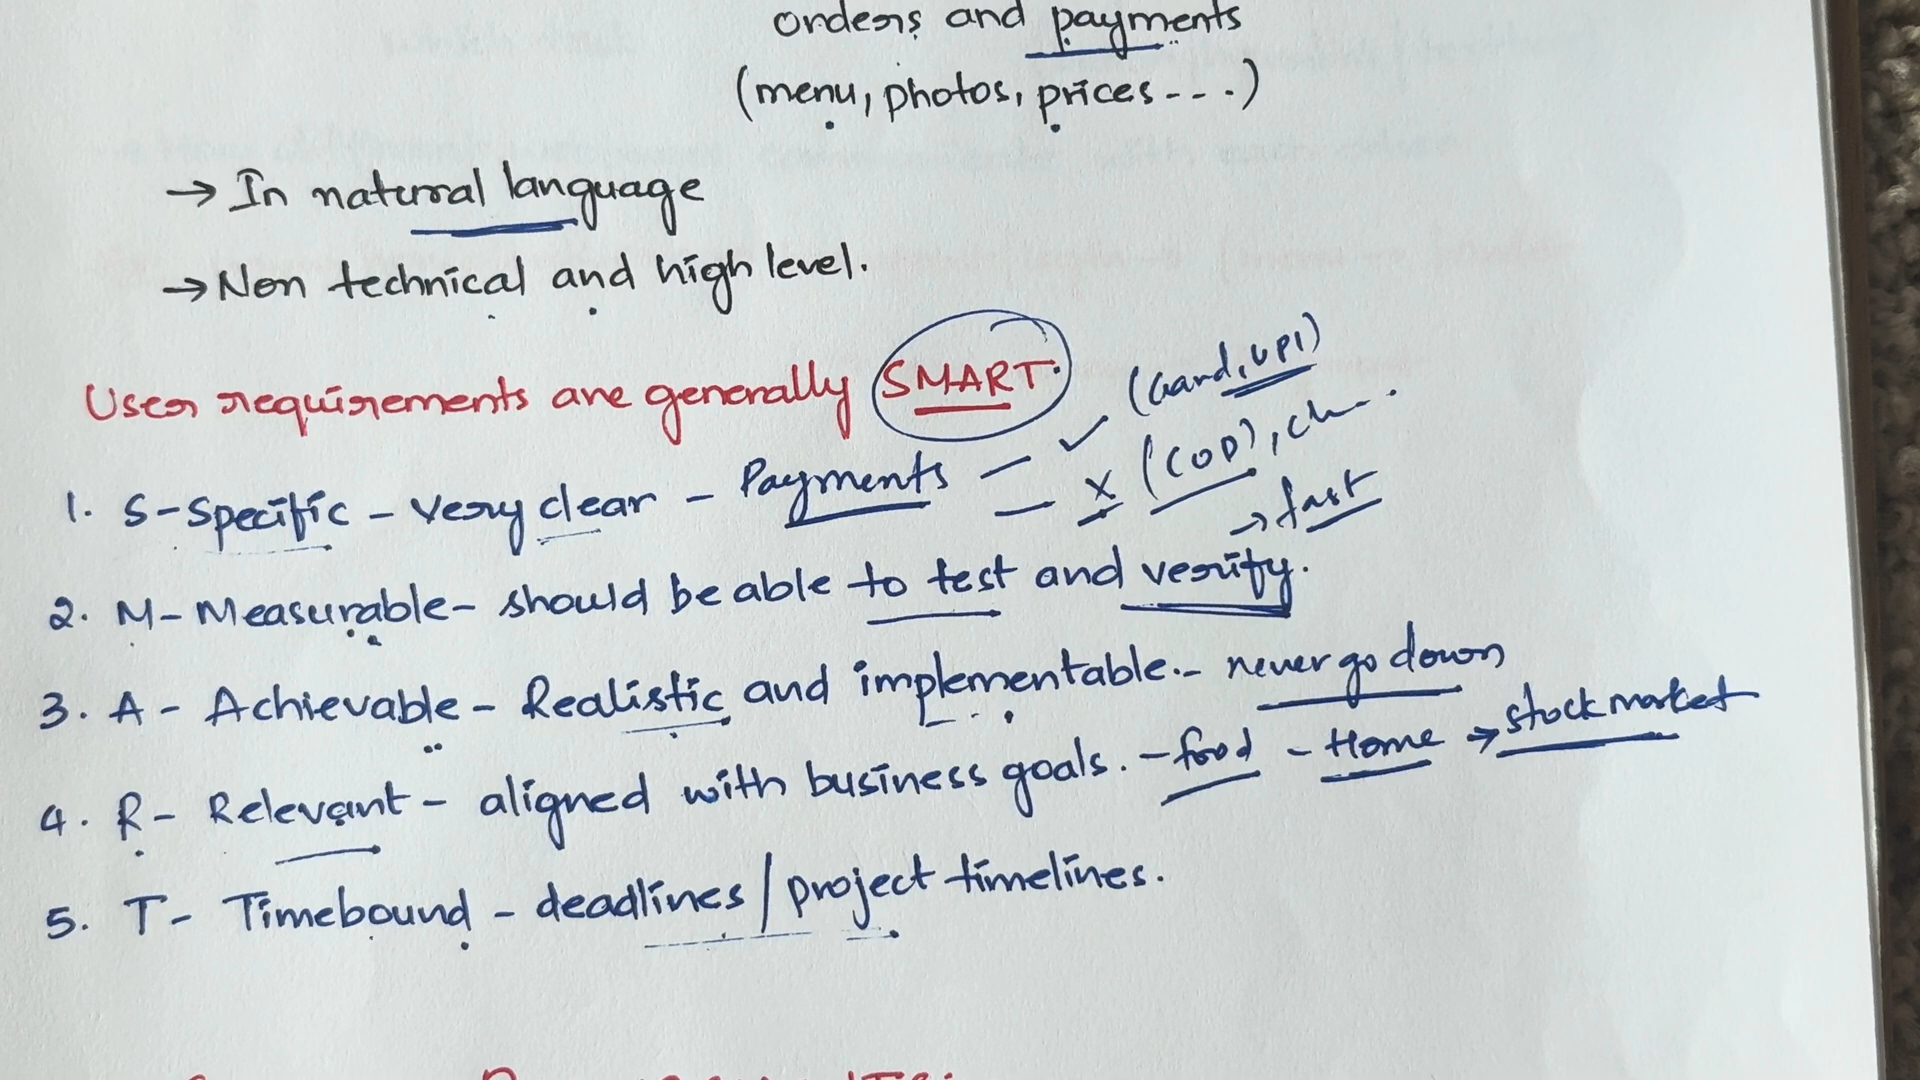 orders and payments
(menu, photos, prices - - - .)
→ In natural language
→ Non technical and high level.
User requirements are generally SMART.
(card, UPI)
1. S - Specific - very clear - Payments - ✓
- x (COD), ch
→ fast
2. M - Measurable - should be able to test and verify.
3. A - Achievable - Realistic and implementable. - never go down
4. R - Relevant - aligned with business goals. - food - Home → stock market
5. T - Timebound - deadlines / project timelines.